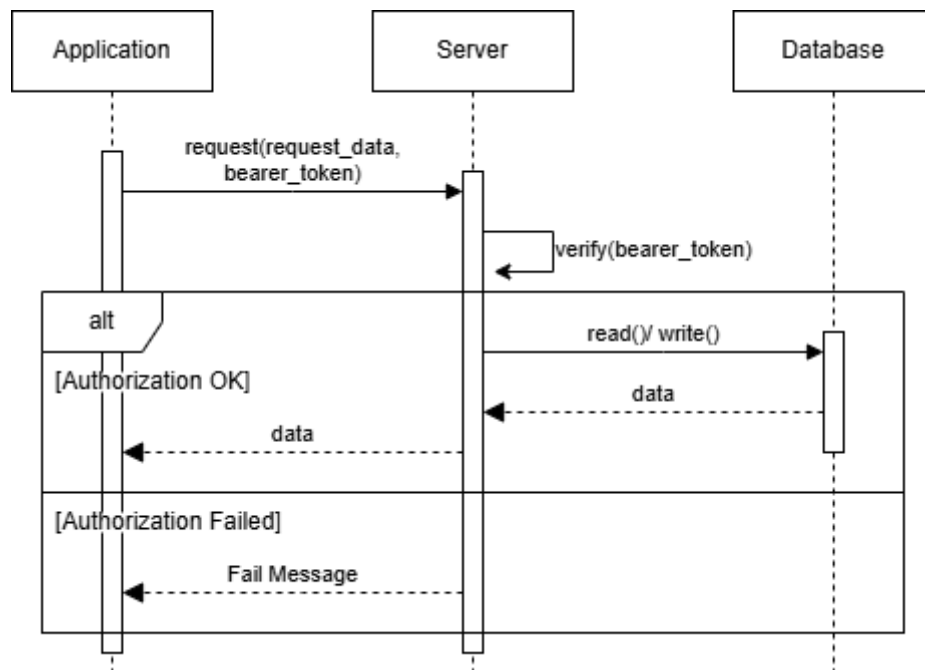 Application
Server
Database
request(request_data,
bearer_token)
verify(bearer_token)
alt
read()/ write()
[Authorization OK]
data
data
[Authorization Failed]
Fail Message